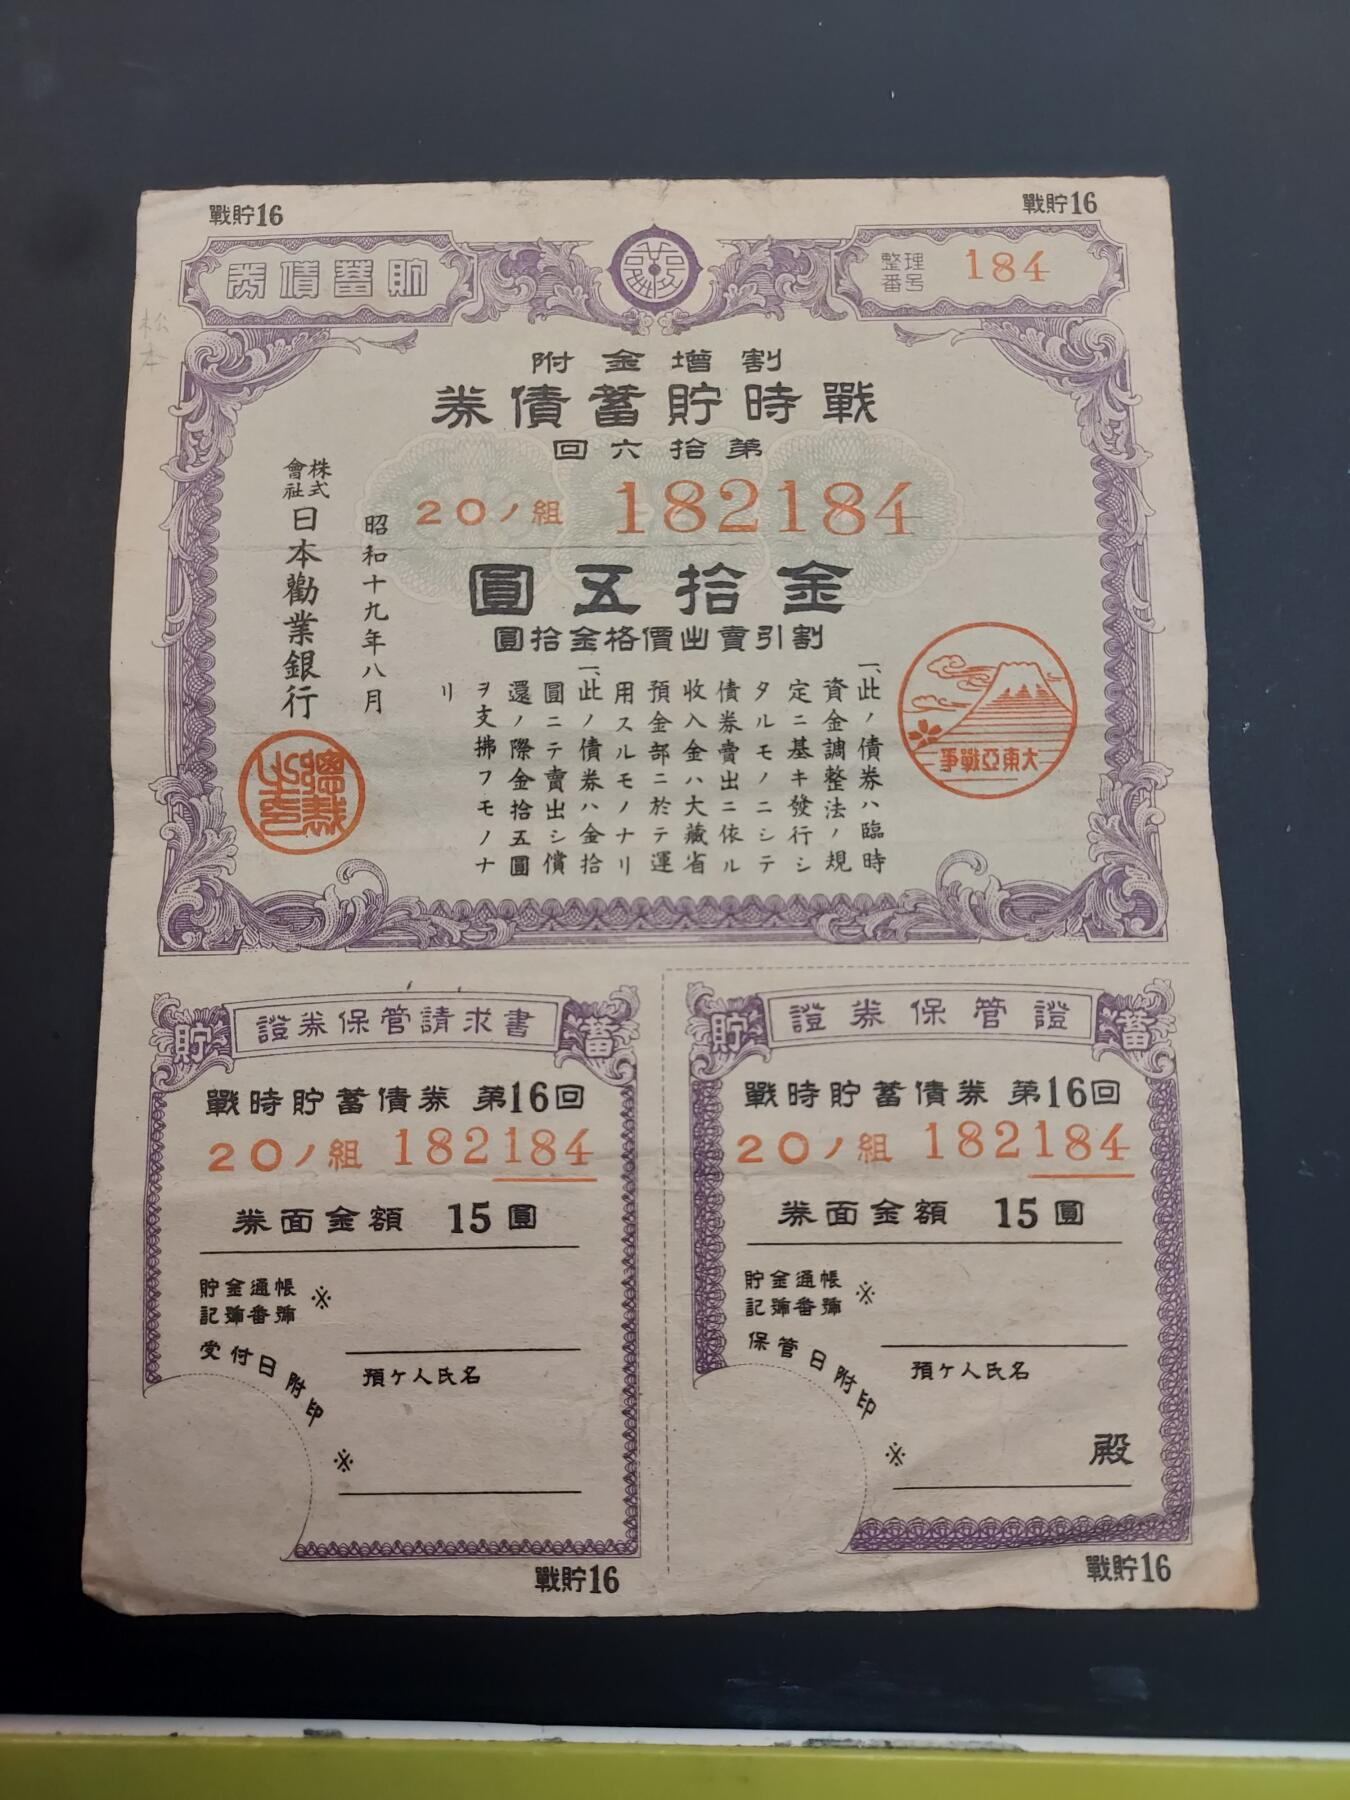 戰貯16
戰貯16
券債蓄貯
整理番号 184
松本
附金增割
券債蓄貯時戰
回六拾第
20ノ組 182184
圓五拾金
圓拾金格價出賣引割
大東亞戰爭
一、此ノ債券ハ臨時
資金調整法ノ規
定ニ基キ發行シ
タルモノニシテ
債券賣出ニ依ル
收入金ハ大藏省
預金部ニ於テ運
用スルモノナリ
一、此ノ債券ハ金拾
圓ニテ賣出シ償
還ノ際金拾五圓
ヲ支拂フモノナ
リ
昭和十九年八月
株式會社日本勸業銀行
總裁之印
貯 證券保管請求書 蓄
戰時貯蓄債券 第16回
20ノ組 182184
券面金額 15圓
貯金通帳
記號番號 ※
受付日附印
預ケ人氏名
※
戰貯16
貯 證券保管證 蓄
戰時貯蓄債券 第16回
20ノ組 182184
券面金額 15圓
貯金通帳
記號番號 ※
保管日附印
預ケ人氏名
※
殿
戰貯16